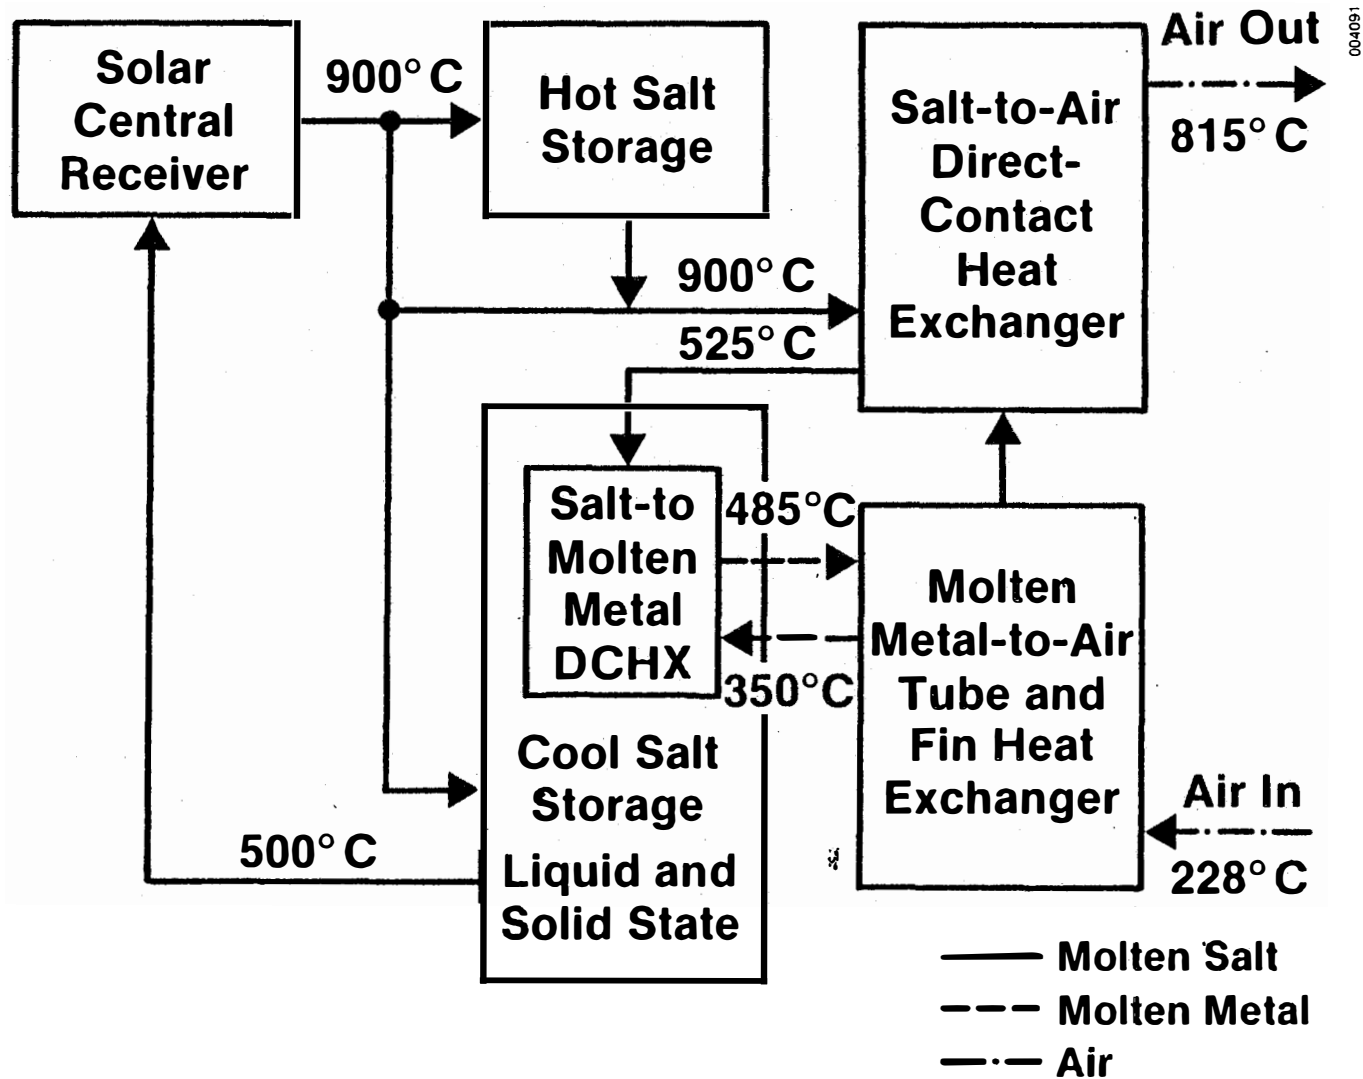 Solar
Central
Receiver
900° C
Hot Salt
Storage
Salt-to-Air
Direct-
Contact
Heat
Exchanger
Air Out
815° C
004091
900° C
525° C
Salt-to
Molten
Metal
DCHX
485°C
350°C
Molten
Metal-to-Air
Tube and
Fin Heat
Exchanger
Air In
228° C
Cool Salt
Storage
Liquid and
Solid State
500° C
Molten Salt
Molten Metal
Air